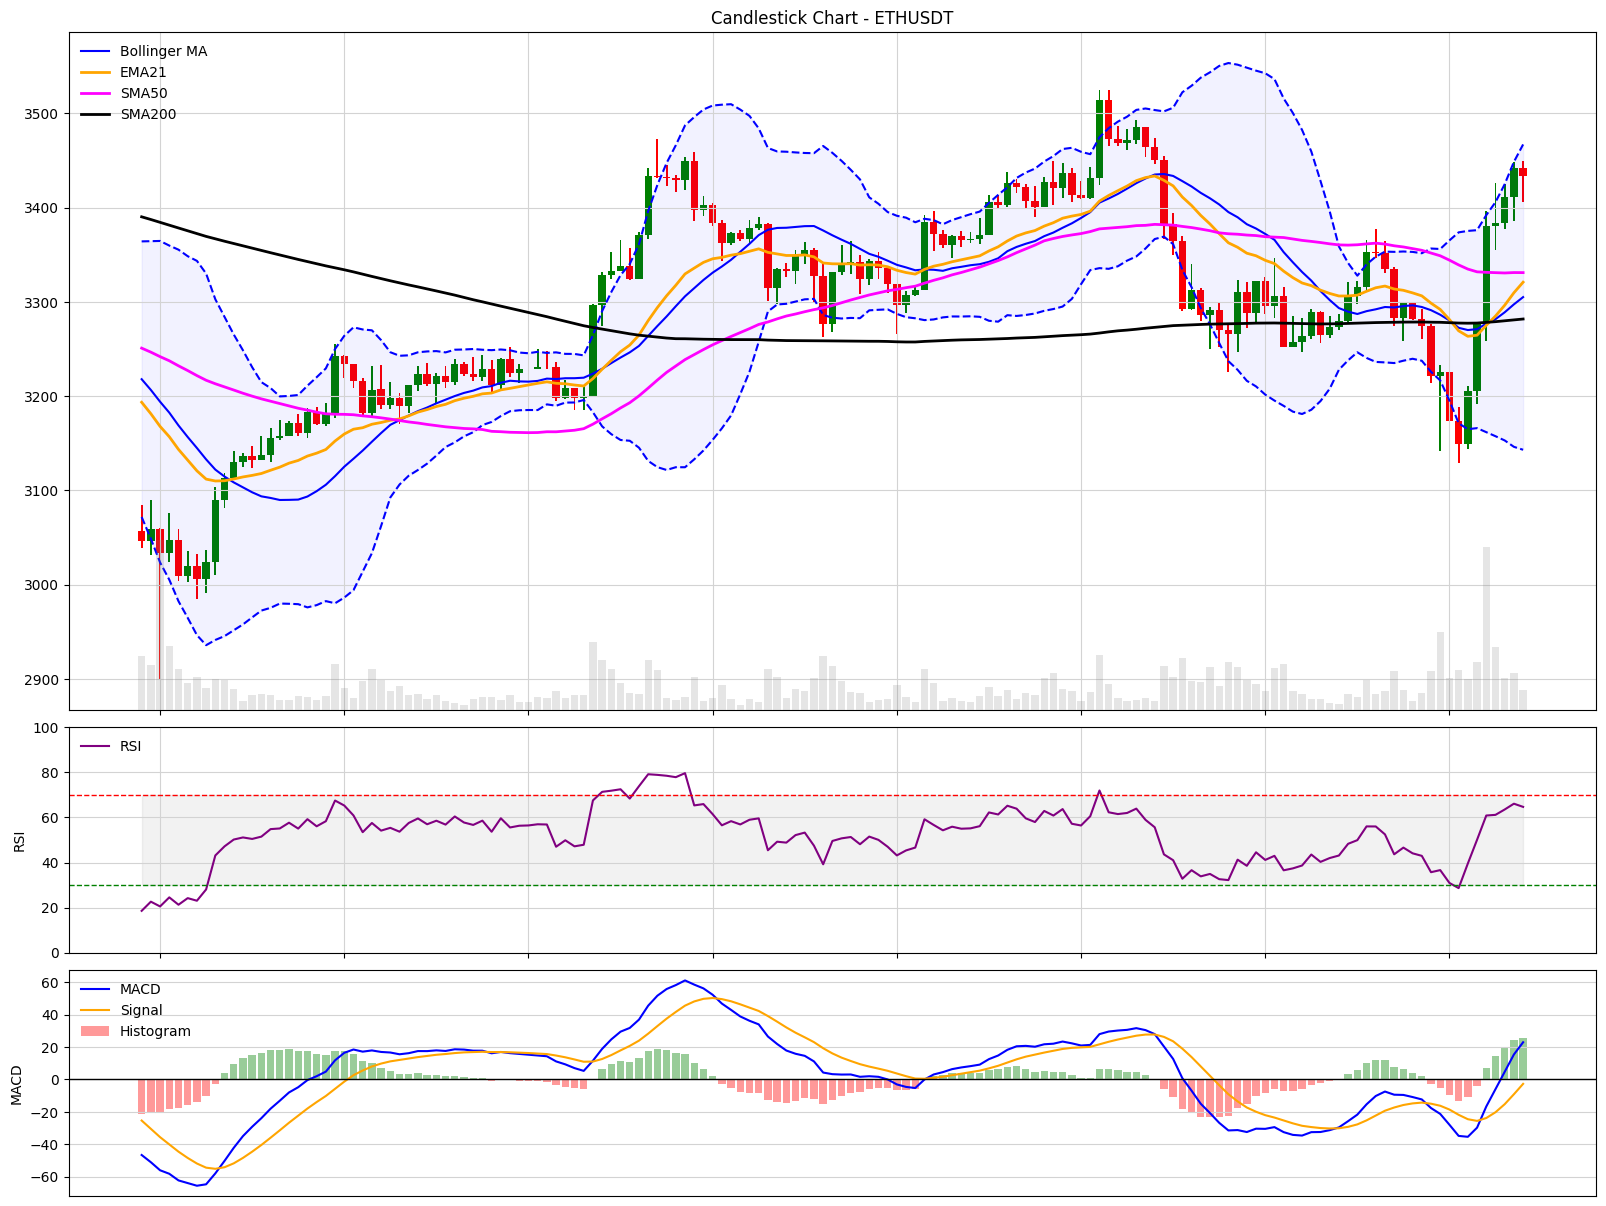 Candlestick Chart - ETHUSDT
Bollinger MA
EMA21
SMA50
SMA200
3500
3400
3300
3200
3100
3000
2900
RSI
100
80
60
40
20
0
RSI
MACD
Signal
Histogram
60
40
20
0
−20
−40
−60
MACD